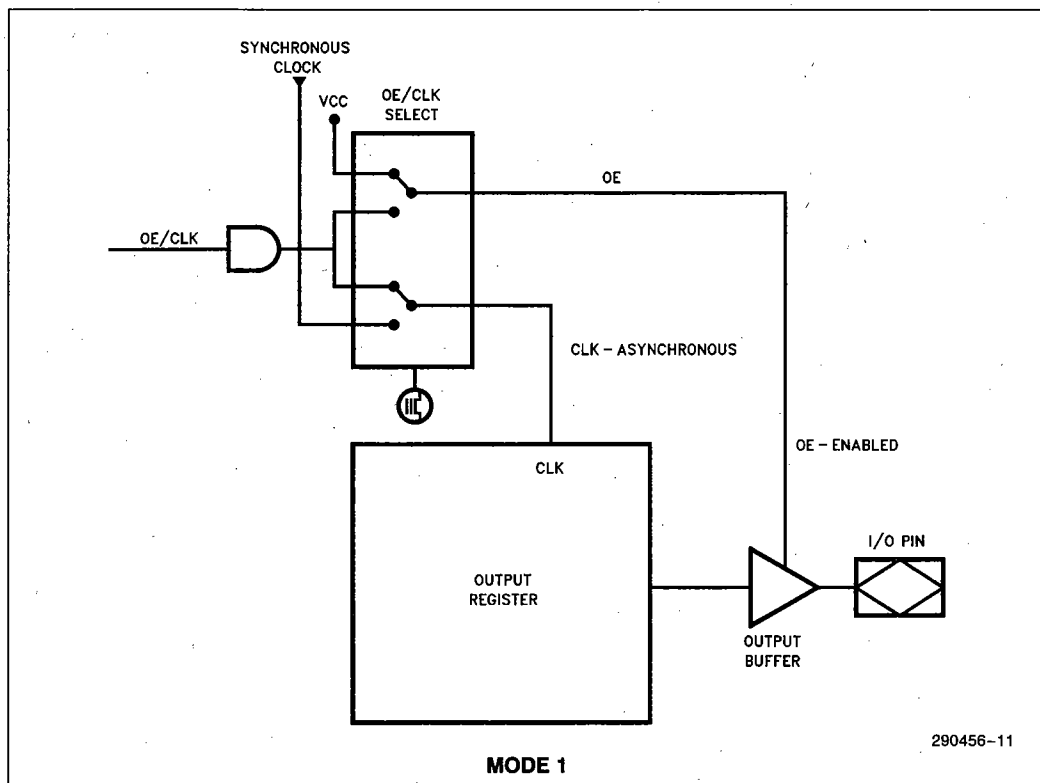 SYNCHRONOUS
CLOCK
VCC
OE/CLK
SELECT
OE
OE/CLK
CLK – ASYNCHRONOUS
OE – ENABLED
CLK
I/O PIN
OUTPUT
REGISTER
OUTPUT
BUFFER
290456–11
MODE 1